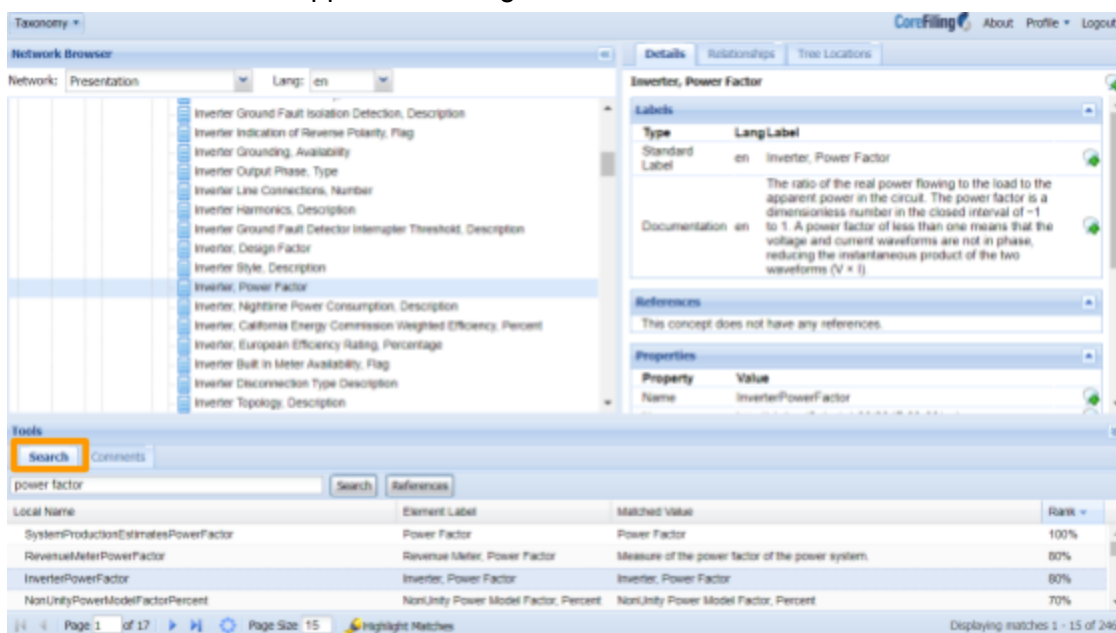 Taxonomy
CoreFiling About Profile Logout
Network Browser
Network: Presentation Lang: en
Inverter Ground Fault Isolation Detection, Description
Inverter Indication of Reverse Polarity, Flag
Inverter Grounding, Availability
Inverter Output Phase, Type
Inverter Line Connections, Number
Inverter Harmonics, Description
Inverter Ground Fault Detector Interrupter Threshold, Description
Inverter, Design Factor
Inverter Style, Description
Inverter, Power Factor
Inverter, Nighttime Power Consumption, Description
Inverter, California Energy Commission Weighted Efficiency, Percent
Inverter, European Efficiency Rating, Percentage
Inverter Built In Meter Availability, Flag
Inverter Disconnection Type Description
Inverter Topology, Description
Details Relationships Tree Locations
Inverter, Power Factor
Labels
Type Lang Label
Standard Label en Inverter, Power Factor
Documentation en The ratio of the real power flowing to the load to the
apparent power in the circuit. The power factor is a
dimensionless number in the closed interval of −1
to 1. A power factor of less than one means that the
voltage and current waveforms are not in phase,
reducing the instantaneous product of the two
waveforms (V × I).
References
This concept does not have any references.
Properties
Property Value
Name InverterPowerFactor
Tools
Search Comments
power factor Search References
Local Name Element Label Matched Value Rank
SystemProductionEstimatesPowerFactor Power Factor Power Factor 100%
RevenueMeterPowerFactor Revenue Meter, Power Factor Measure of the power factor of the power system. 80%
InverterPowerFactor Inverter, Power Factor Inverter, Power Factor 80%
NonUnityPowerModelFactorPercent NonUnity Power Model Factor, Percent NonUnity Power Model Factor, Percent 70%
Page 1 of 17 Page Size 15 Highlight Matches Displaying matches 1 - 15 of 246